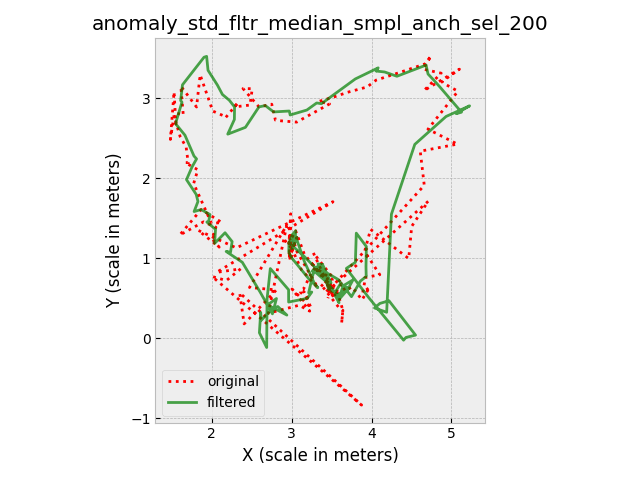 anomaly_std_fltr_median_smpl_anch_sel_200
3
2
1
0
−1
Y (scale in meters)
original
filtered
2
3
4
5
X (scale in meters)